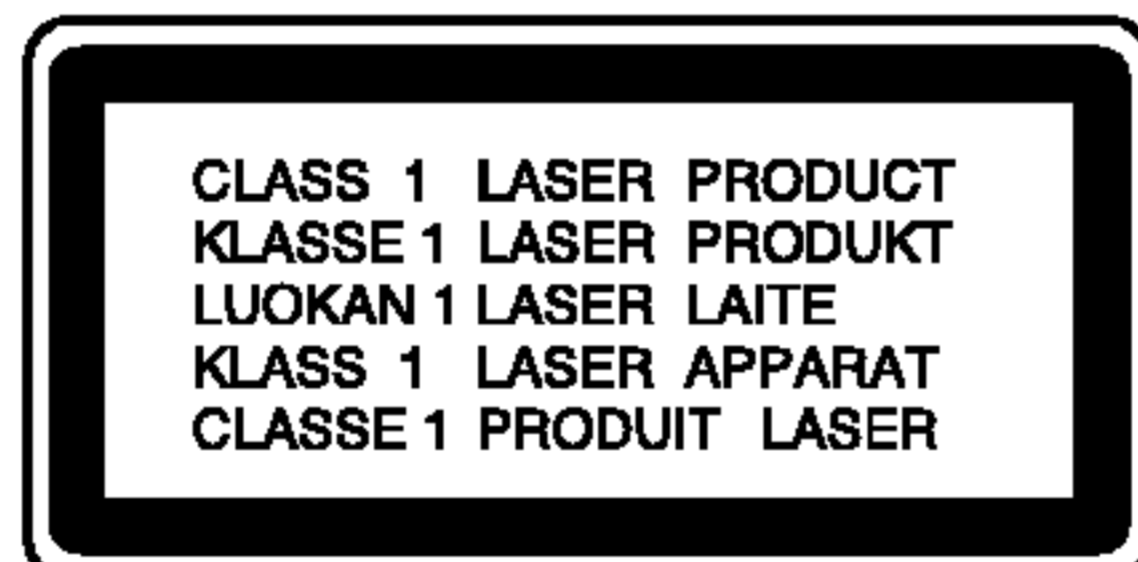 CLASS 1 LASER PRODUCT
KLASSE 1 LASER PRODUKT
LUOKAN 1 LASER LAITE
KLASS 1 LASER APPARAT
CLASSE 1 PRODUIT LASER